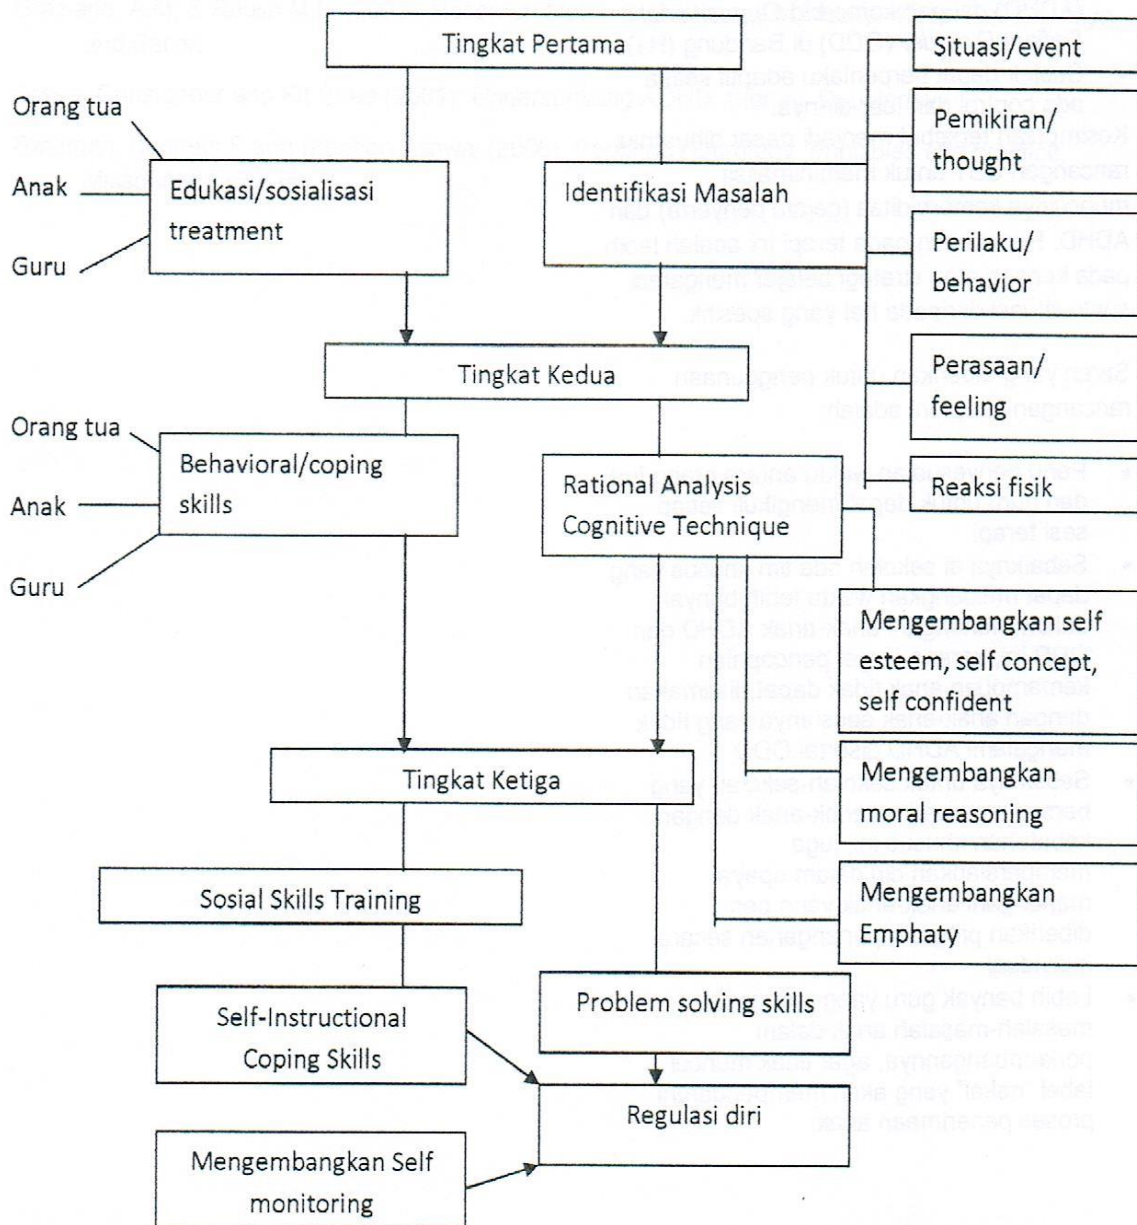 Tingkat Pertama
Situasi/event
Orang tua
Anak
Guru
Edukasi/sosialisasi
treatment
Identifikasi Masalah
Pemikiran/
thought
Perilaku/
behavior
Perasaan/
feeling
Reaksi fisik
Tingkat Kedua
Orang tua
Anak
Guru
Behavioral/coping
skills
Rational Analysis
Cognitive Technique
Mengembangkan self
esteem, self concept,
self confident
Mengembangkan
moral reasoning
Mengembangkan
Emphaty
Tingkat Ketiga
Sosial Skills Training
Self-Instructional
Coping Skills
Problem solving skills
Regulasi diri
Mengembangkan Self
monitoring